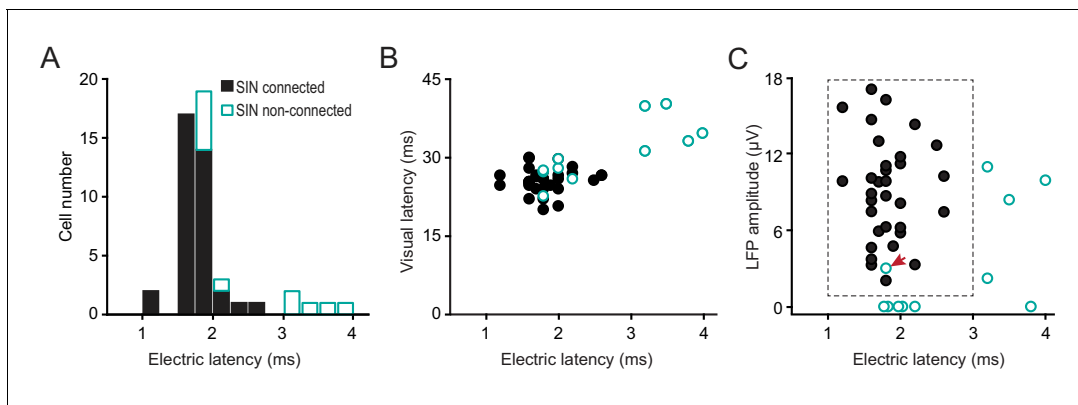 A
B
C
20
15
10
5
0
SIN connected
SIN non-connected
Cell number
1
2
3
4
Electric latency (ms)
45
30
15
0
Visual latency (ms)
1
2
3
4
Electric latency (ms)
18
12
6
0
LFP amplitude (µV)
1
2
3
4
Electric latency (ms)